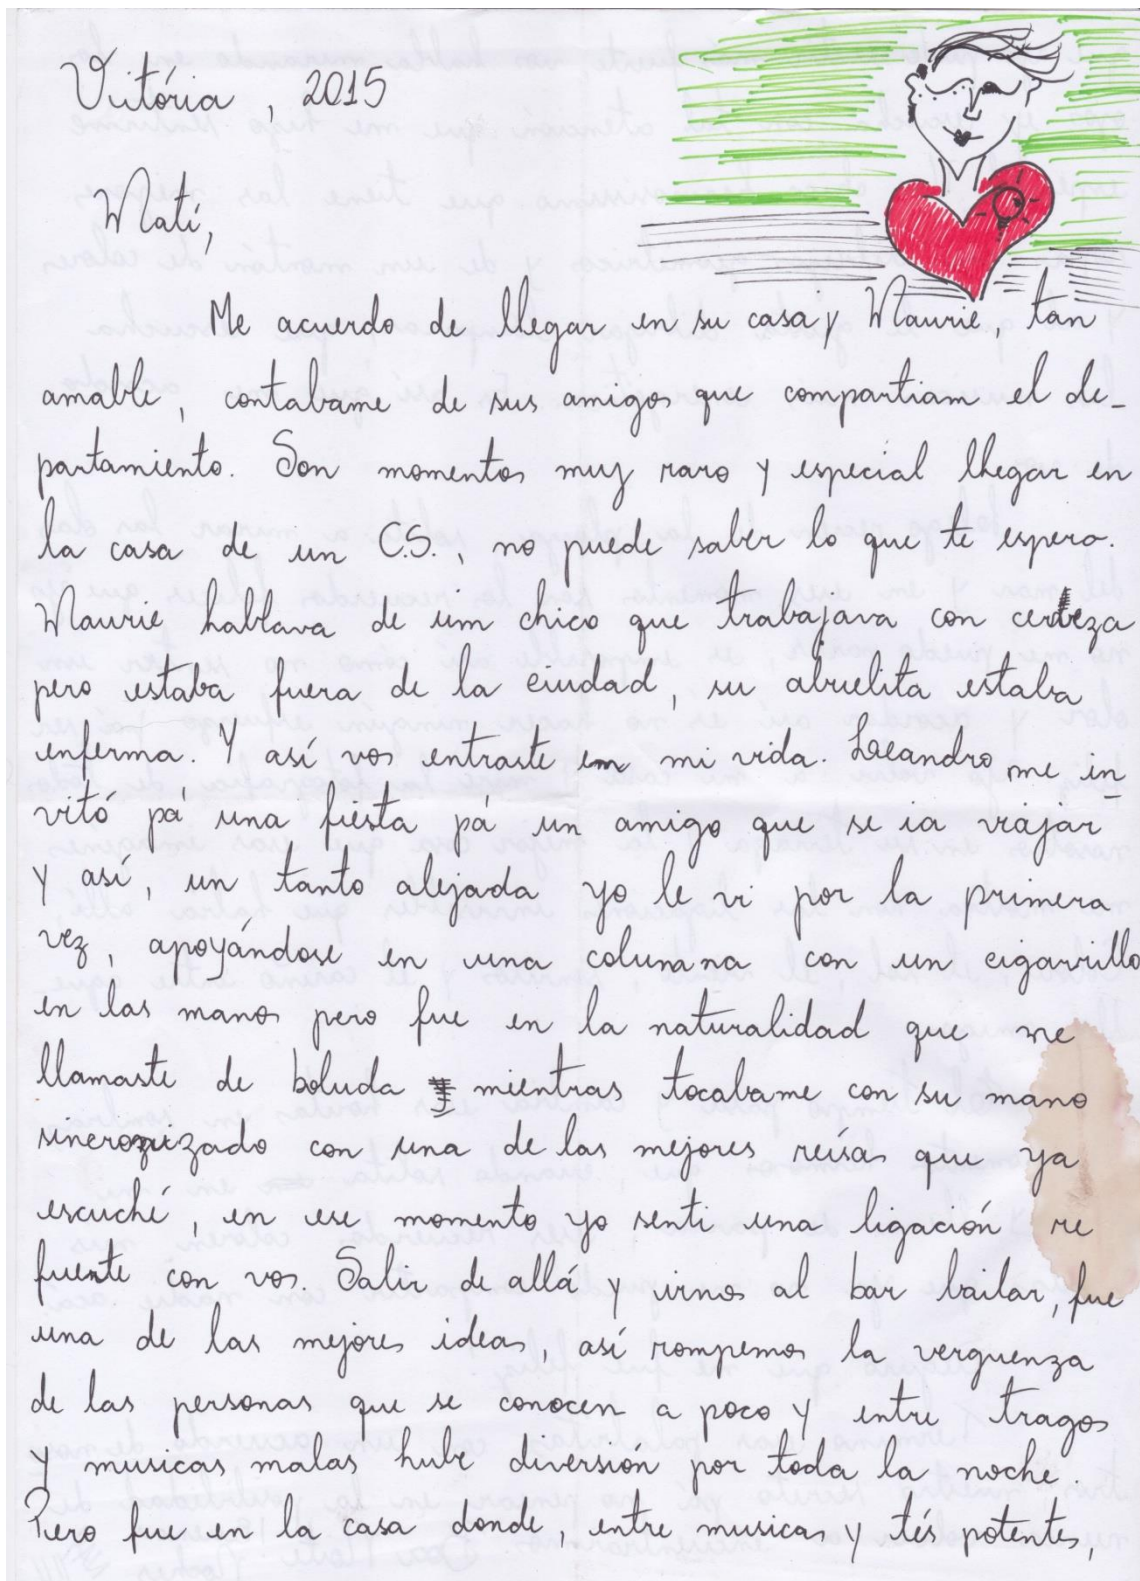 Vitória, 2015
Mati,
Me acuerdo de llegar en su casa y Maurie, tan
amable, contabame de sus amigos que compartiam el de-
partamiento. Son momentos muy raro y especial llegar en
la casa de un C.S., no puede saber lo que te espera.
Maurie hablava de um chico que trabajava con certeza
pero estaba fuera de la ciudad, su abuelita estaba
enferma. Y así vos entraste em mi vida. Leandro me in-
vitó pá una fiesta pá un amigo que se ia viajar
y así, un tanto alejada yo le vi por la primera
vez, apoyándose en una columna con un cigarrillo
en las manos pero fue en la naturalidad que me
llamaste de boluda mientras tocabame con su mano
sincronizado con una de las mejores reísas que ya
escuché, en ese momento yo senti una ligación re
fuerte con vos. Salir de allá y irnos al bar bailar, fue
una de las mejores ideas, así rompemos la verguenza
de las personas que se conocen a poco y entre tragos
y musicas malas hubr diversión por toda la noche.
Pero fue en la casa donde, entre musicas y tés potentes,